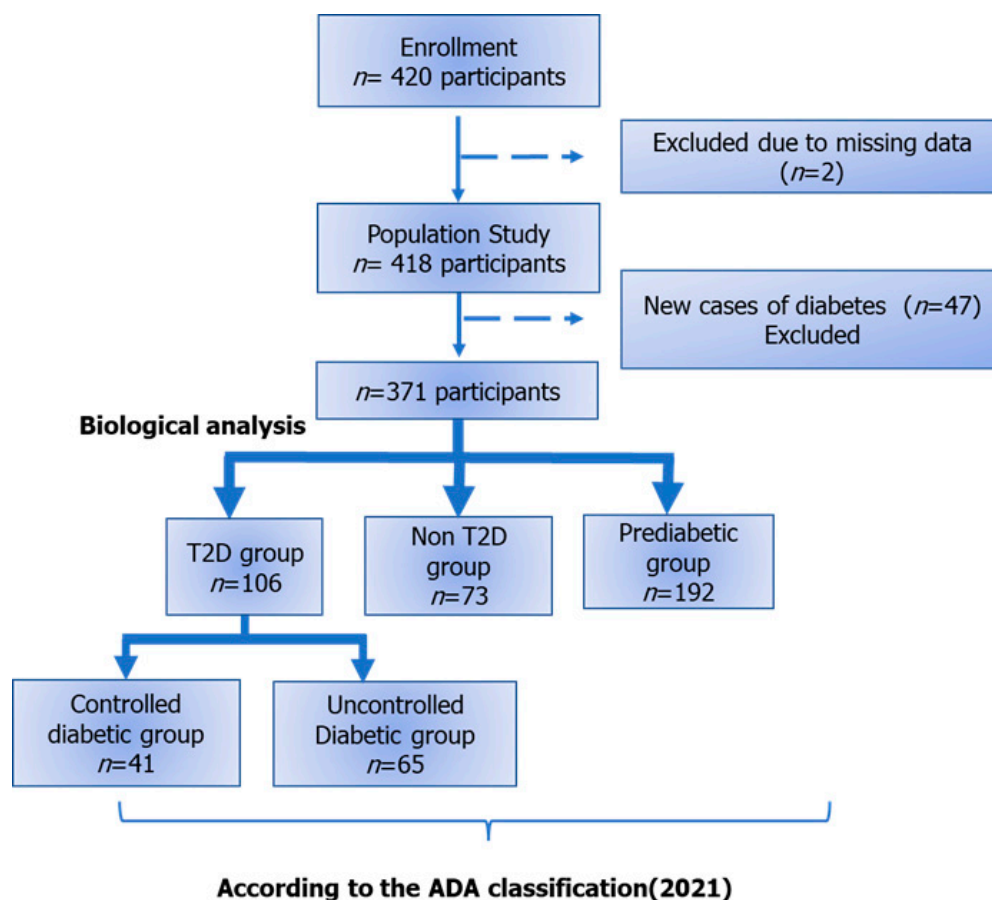 Enrollment
n= 420 participants
Excluded due to missing data
(n=2)
Population Study
n= 418 participants
New cases of diabetes (n=47)
Excluded
n=371 participants
Biological analysis
T2D group
n=106
Non T2D
group
n=73
Prediabetic
group
n=192
Controlled
diabetic group
n=41
Uncontrolled
Diabetic group
n=65
According to the ADA classification(2021)